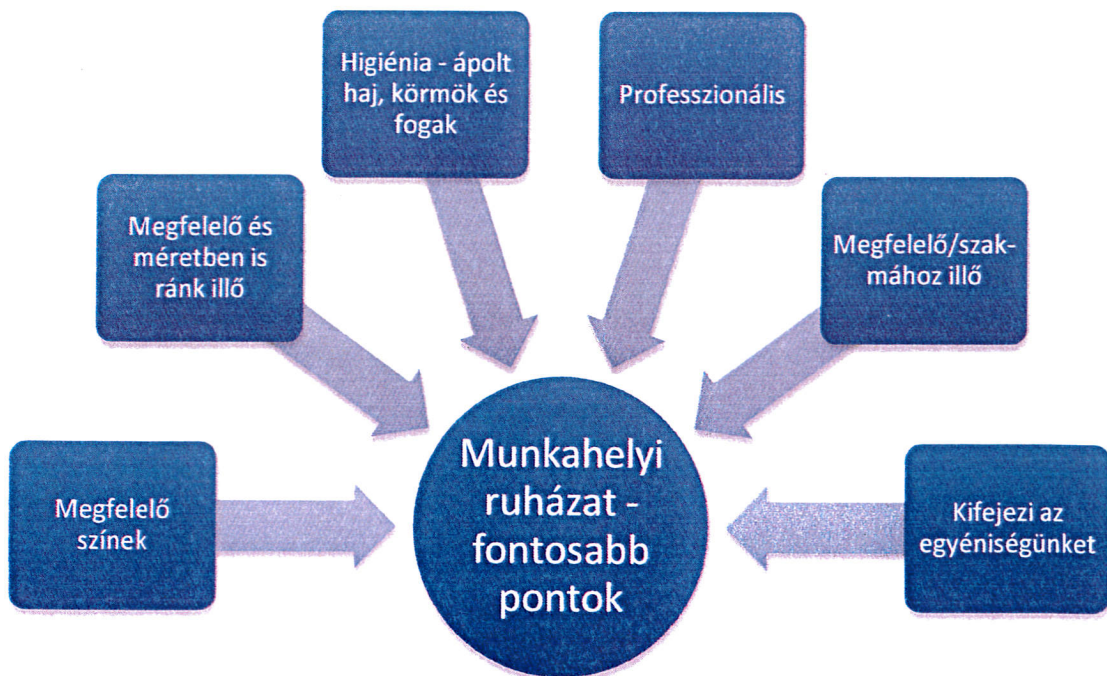 Higiénia - ápolt
haj, körmök és
fogak
Professzionális
Megfelelő és
méretben is
ránk illő
Megfelelő/szak-
mához illő
Megfelelő
színek
Munkahelyi
ruházat -
fontosabb
pontok
Kifejezi az
egyéniségünket